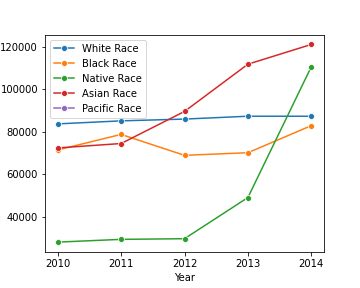 120000
100000
80000
60000
40000
White Race
Black Race
Native Race
Asian Race
Pacific Race
2010 2011 2012 2013 2014
Year